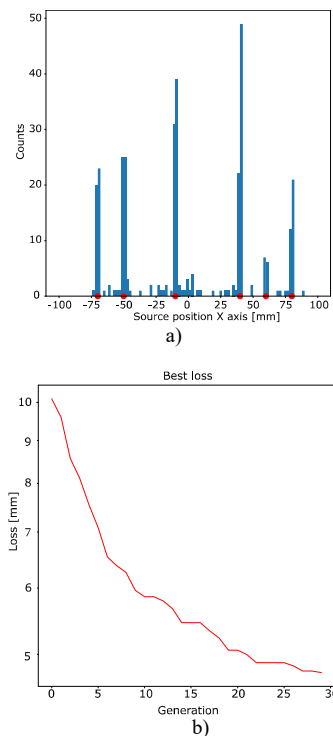 50
40
30
20
10
0
Counts
-100 -75 -50 -25 0 25 50 75 100
Source position X axis [mm]
a)
Best loss
10
9
8
7
6
5
Loss [mm]
0 5 10 15 20 25 30
Generation
b)